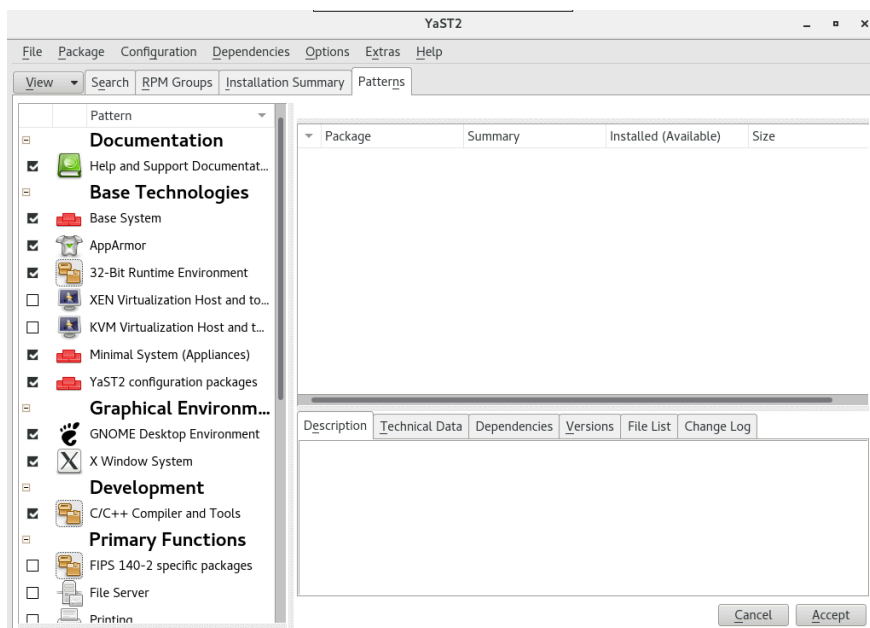 YaST2
File Package Configuration Dependencies Options Extras Help
View Search RPM Groups Installation Summary Patterns
Pattern
Documentation
Help and Support Documentat...
Base Technologies
Base System
AppArmor
32-Bit Runtime Environment
XEN Virtualization Host and to...
KVM Virtualization Host and t...
Minimal System (Appliances)
YaST2 configuration packages
Graphical Environm...
GNOME Desktop Environment
X Window System
Development
C/C++ Compiler and Tools
Primary Functions
FIPS 140-2 specific packages
File Server
Printing
Package Summary Installed (Available) Size
Description Technical Data Dependencies Versions File List Change Log
Cancel Accept